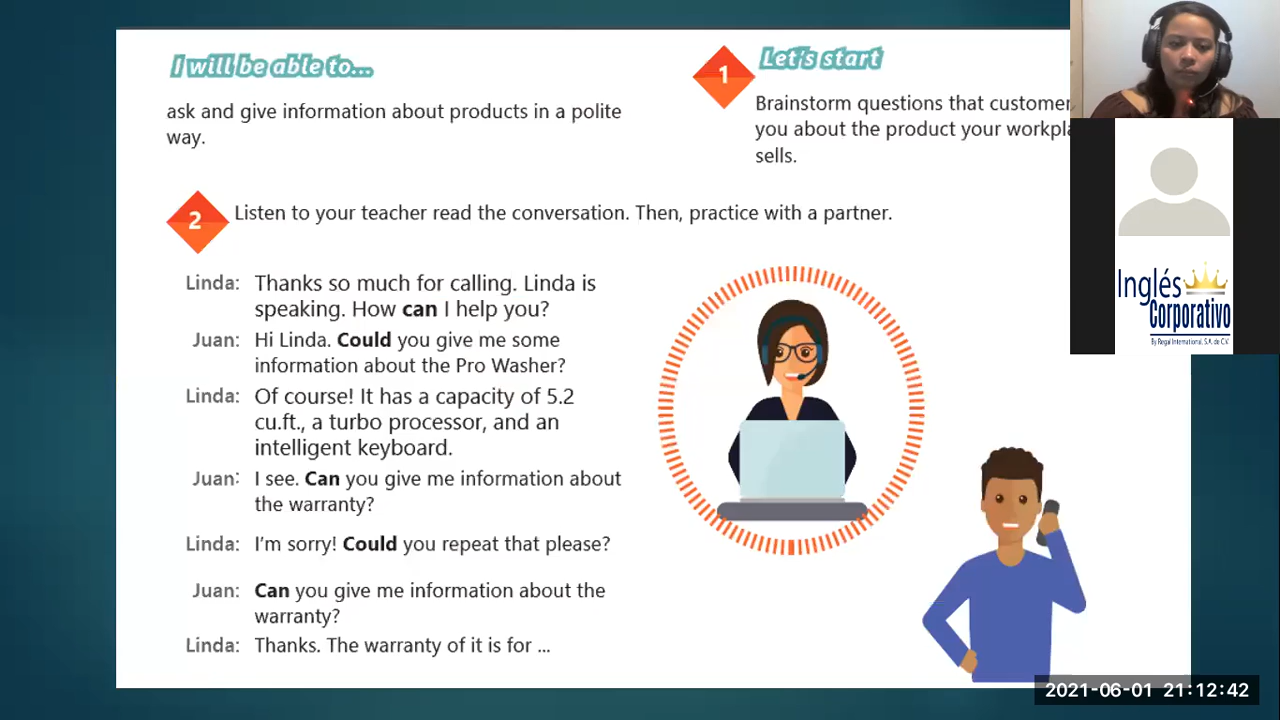 I will be able to...
ask and give information about products in a polite
way.
1
Let's start
Brainstorm questions that customer
you about the product your
sells.
2
Listen to your teacher read the conversation. Then, practice with a partner.
Linda: Thanks so much for calling. Linda is
speaking. How can I help you?
Juan: Hi Linda. Could you give me some
information about the Pro Washer?
Linda: Of course! It has a capacity of 5.2
cu.ft., a turbo processor, and an
intelligent keyboard.
Juan: I see. Can you give me information about
the warranty?
Linda: I'm sorry! Could you repeat that please?
Juan: Can you give me information about the
warranty?
Linda: Thanks. The warranty of it is for ...
Inglés
Corporativo
By Regal International, S.A. de C.V.
2021-06-01 21:12:42